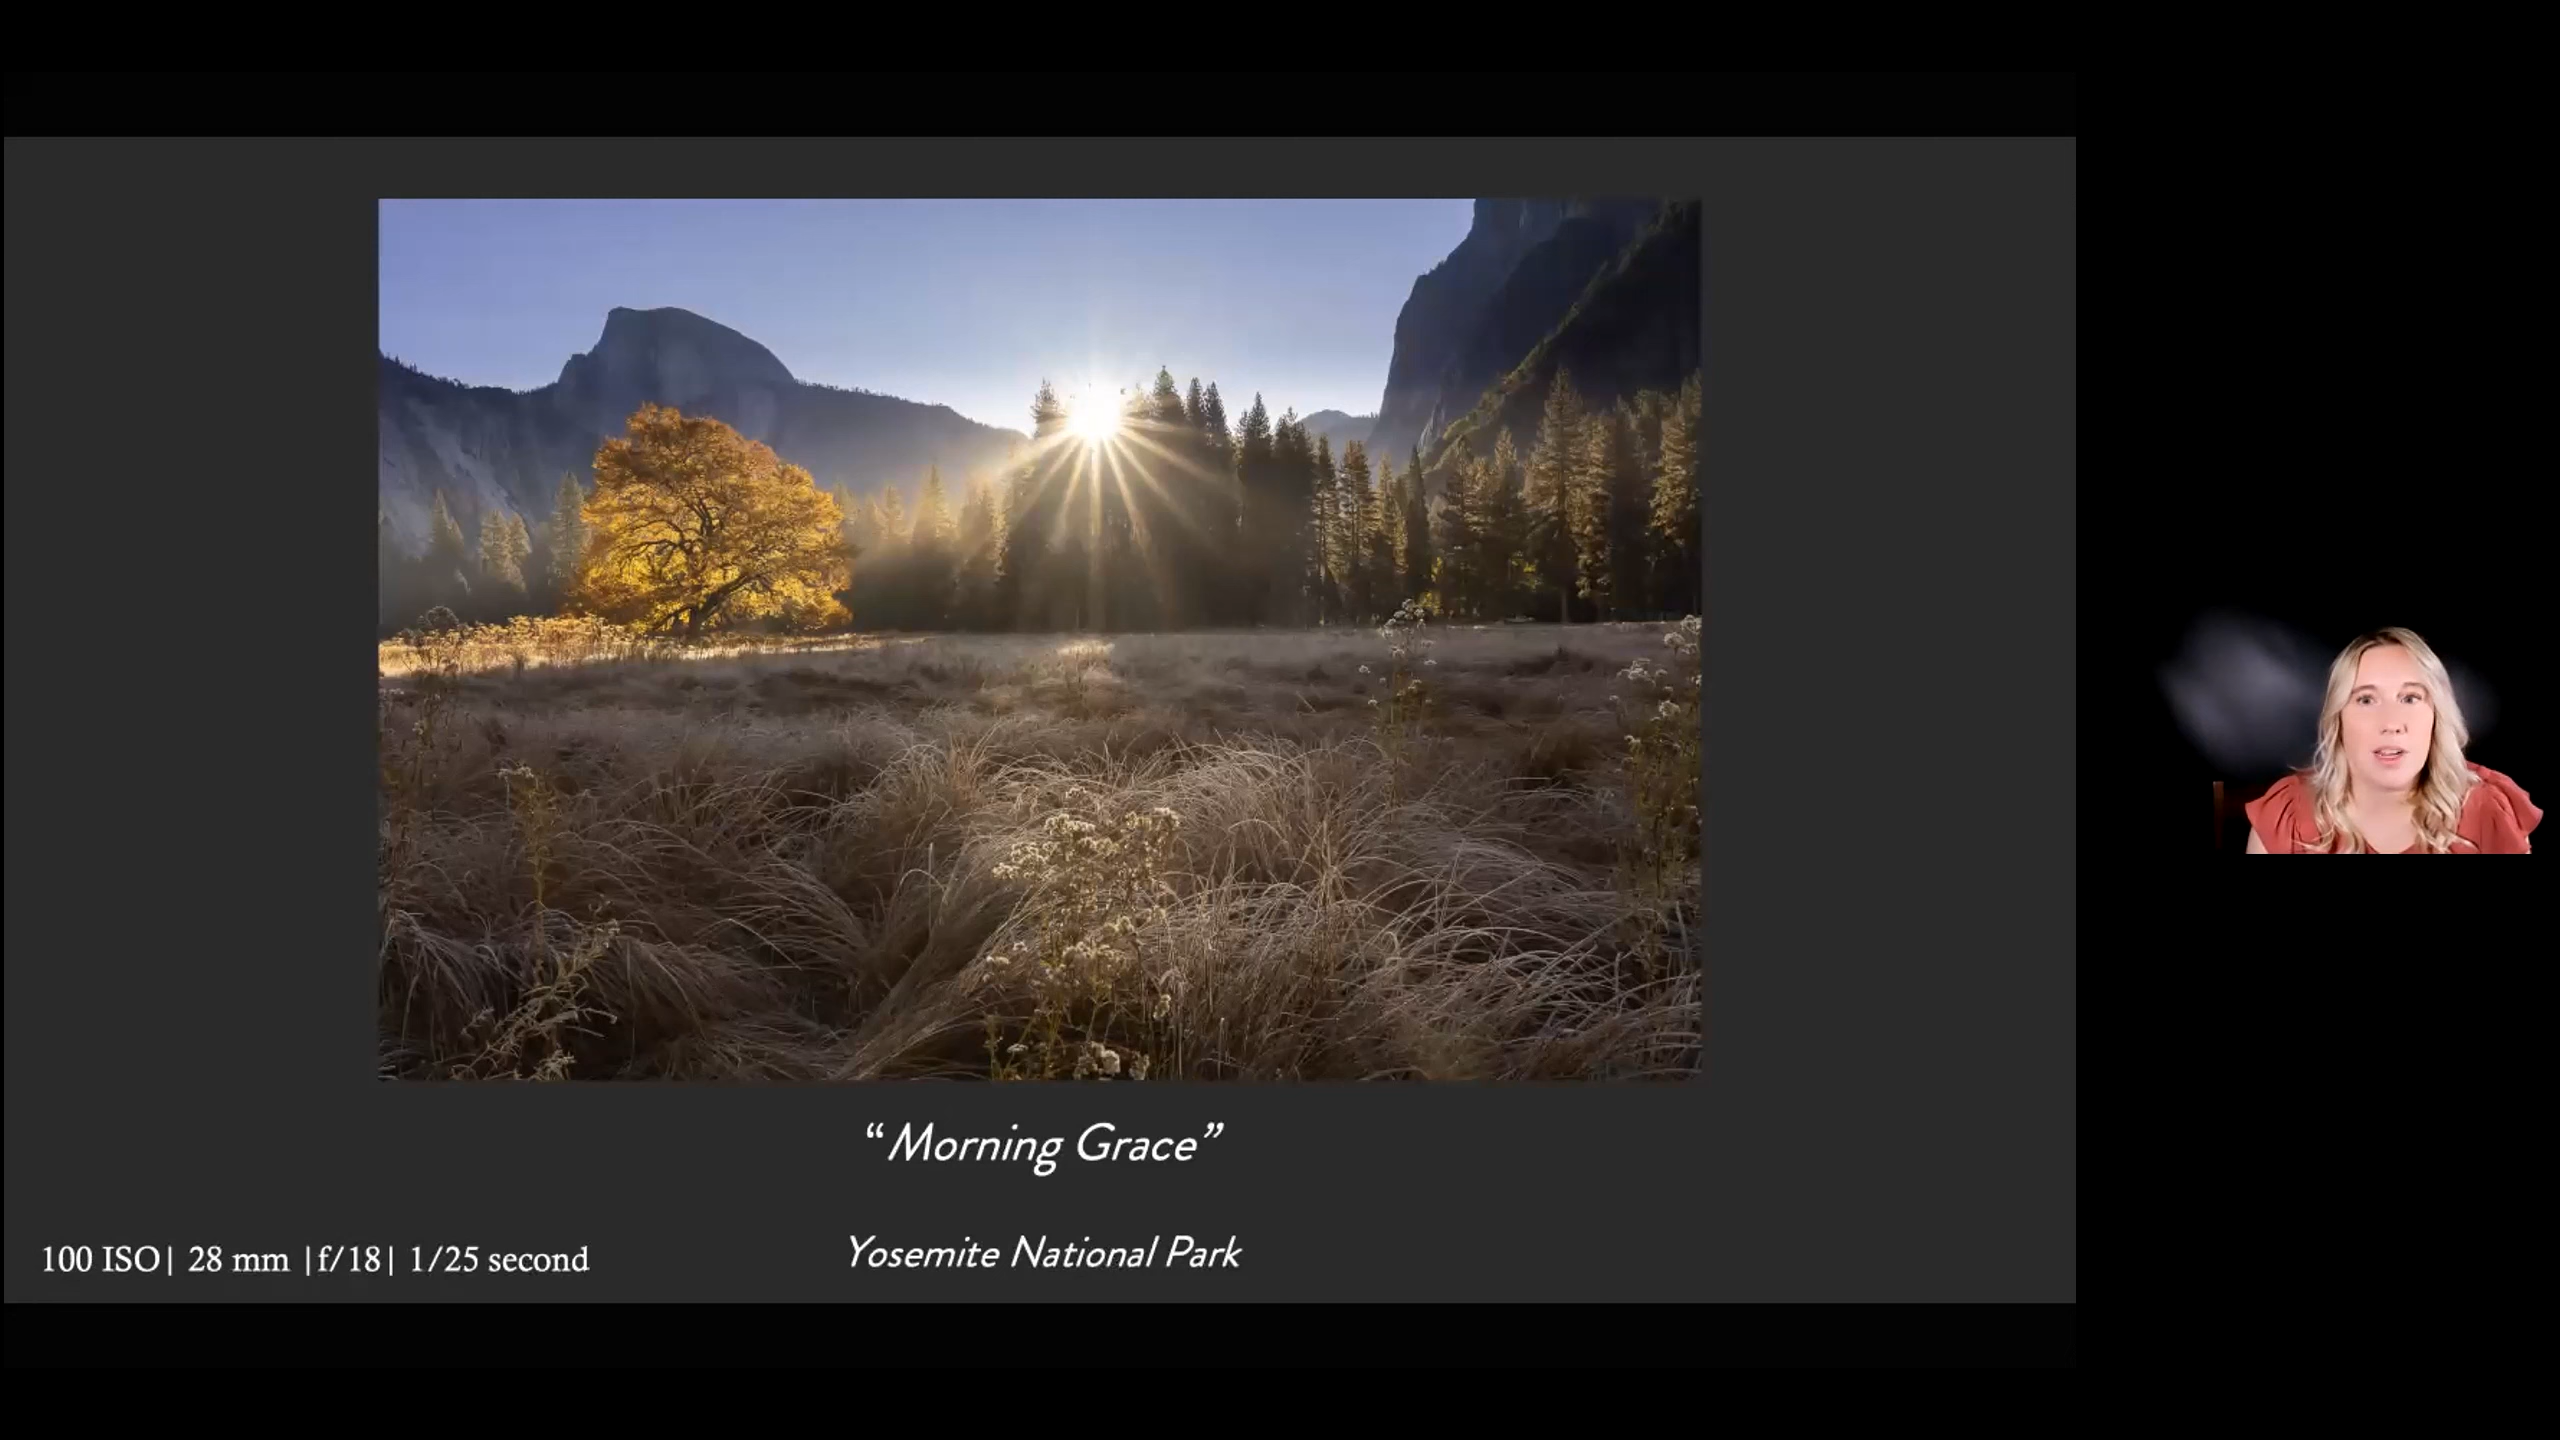 “Morning Grace”
Yosemite National Park
100 ISO| 28 mm |f/18| 1/25 second